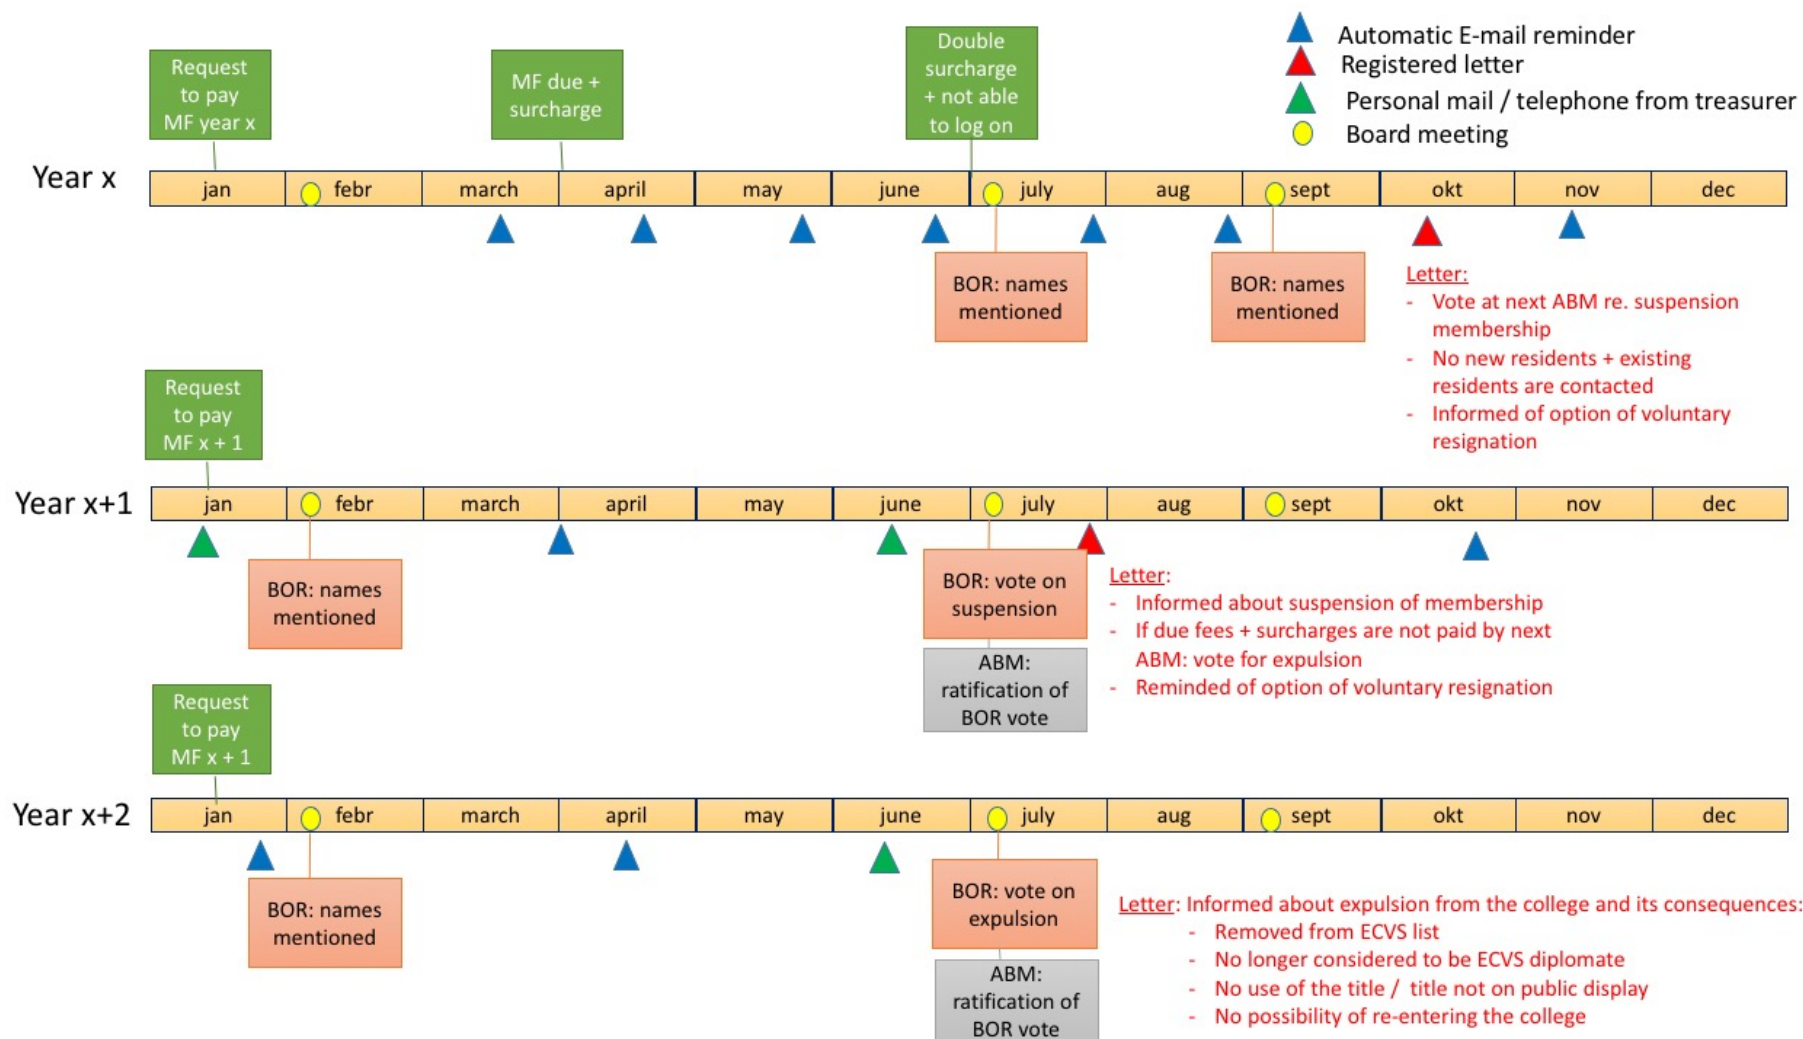 Automatic E-mail reminder
Registered letter
Personal mail / telephone from treasurer
Board meeting
Request
to pay
MF year x
MF due +
surcharge
Double
surcharge
+ not able
to log on
Year x
jan febr march april may june july aug sept okt nov dec
BOR: names
mentioned
BOR: names
mentioned
Letter:
- Vote at next ABM re. suspension
membership
- No new residents + existing
residents are contacted
- Informed of option of voluntary
resignation
Request
to pay
MF x + 1
Year x+1
jan febr march april may june july aug sept okt nov dec
BOR: names
mentioned
BOR: vote on
suspension
ABM:
ratification of
BOR vote
Letter:
- Informed about suspension of membership
- If due fees + surcharges are not paid by next
ABM: vote for expulsion
- Reminded of option of voluntary resignation
Request
to pay
MF x + 1
Year x+2
jan febr march april may june july aug sept okt nov dec
BOR: names
mentioned
BOR: vote on
expulsion
ABM:
ratification of
BOR vote
Letter: Informed about expulsion from the college and its consequences:
- Removed from ECVS list
- No longer considered to be ECVS diplomate
- No use of the title / title not on public display
- No possibility of re-entering the college